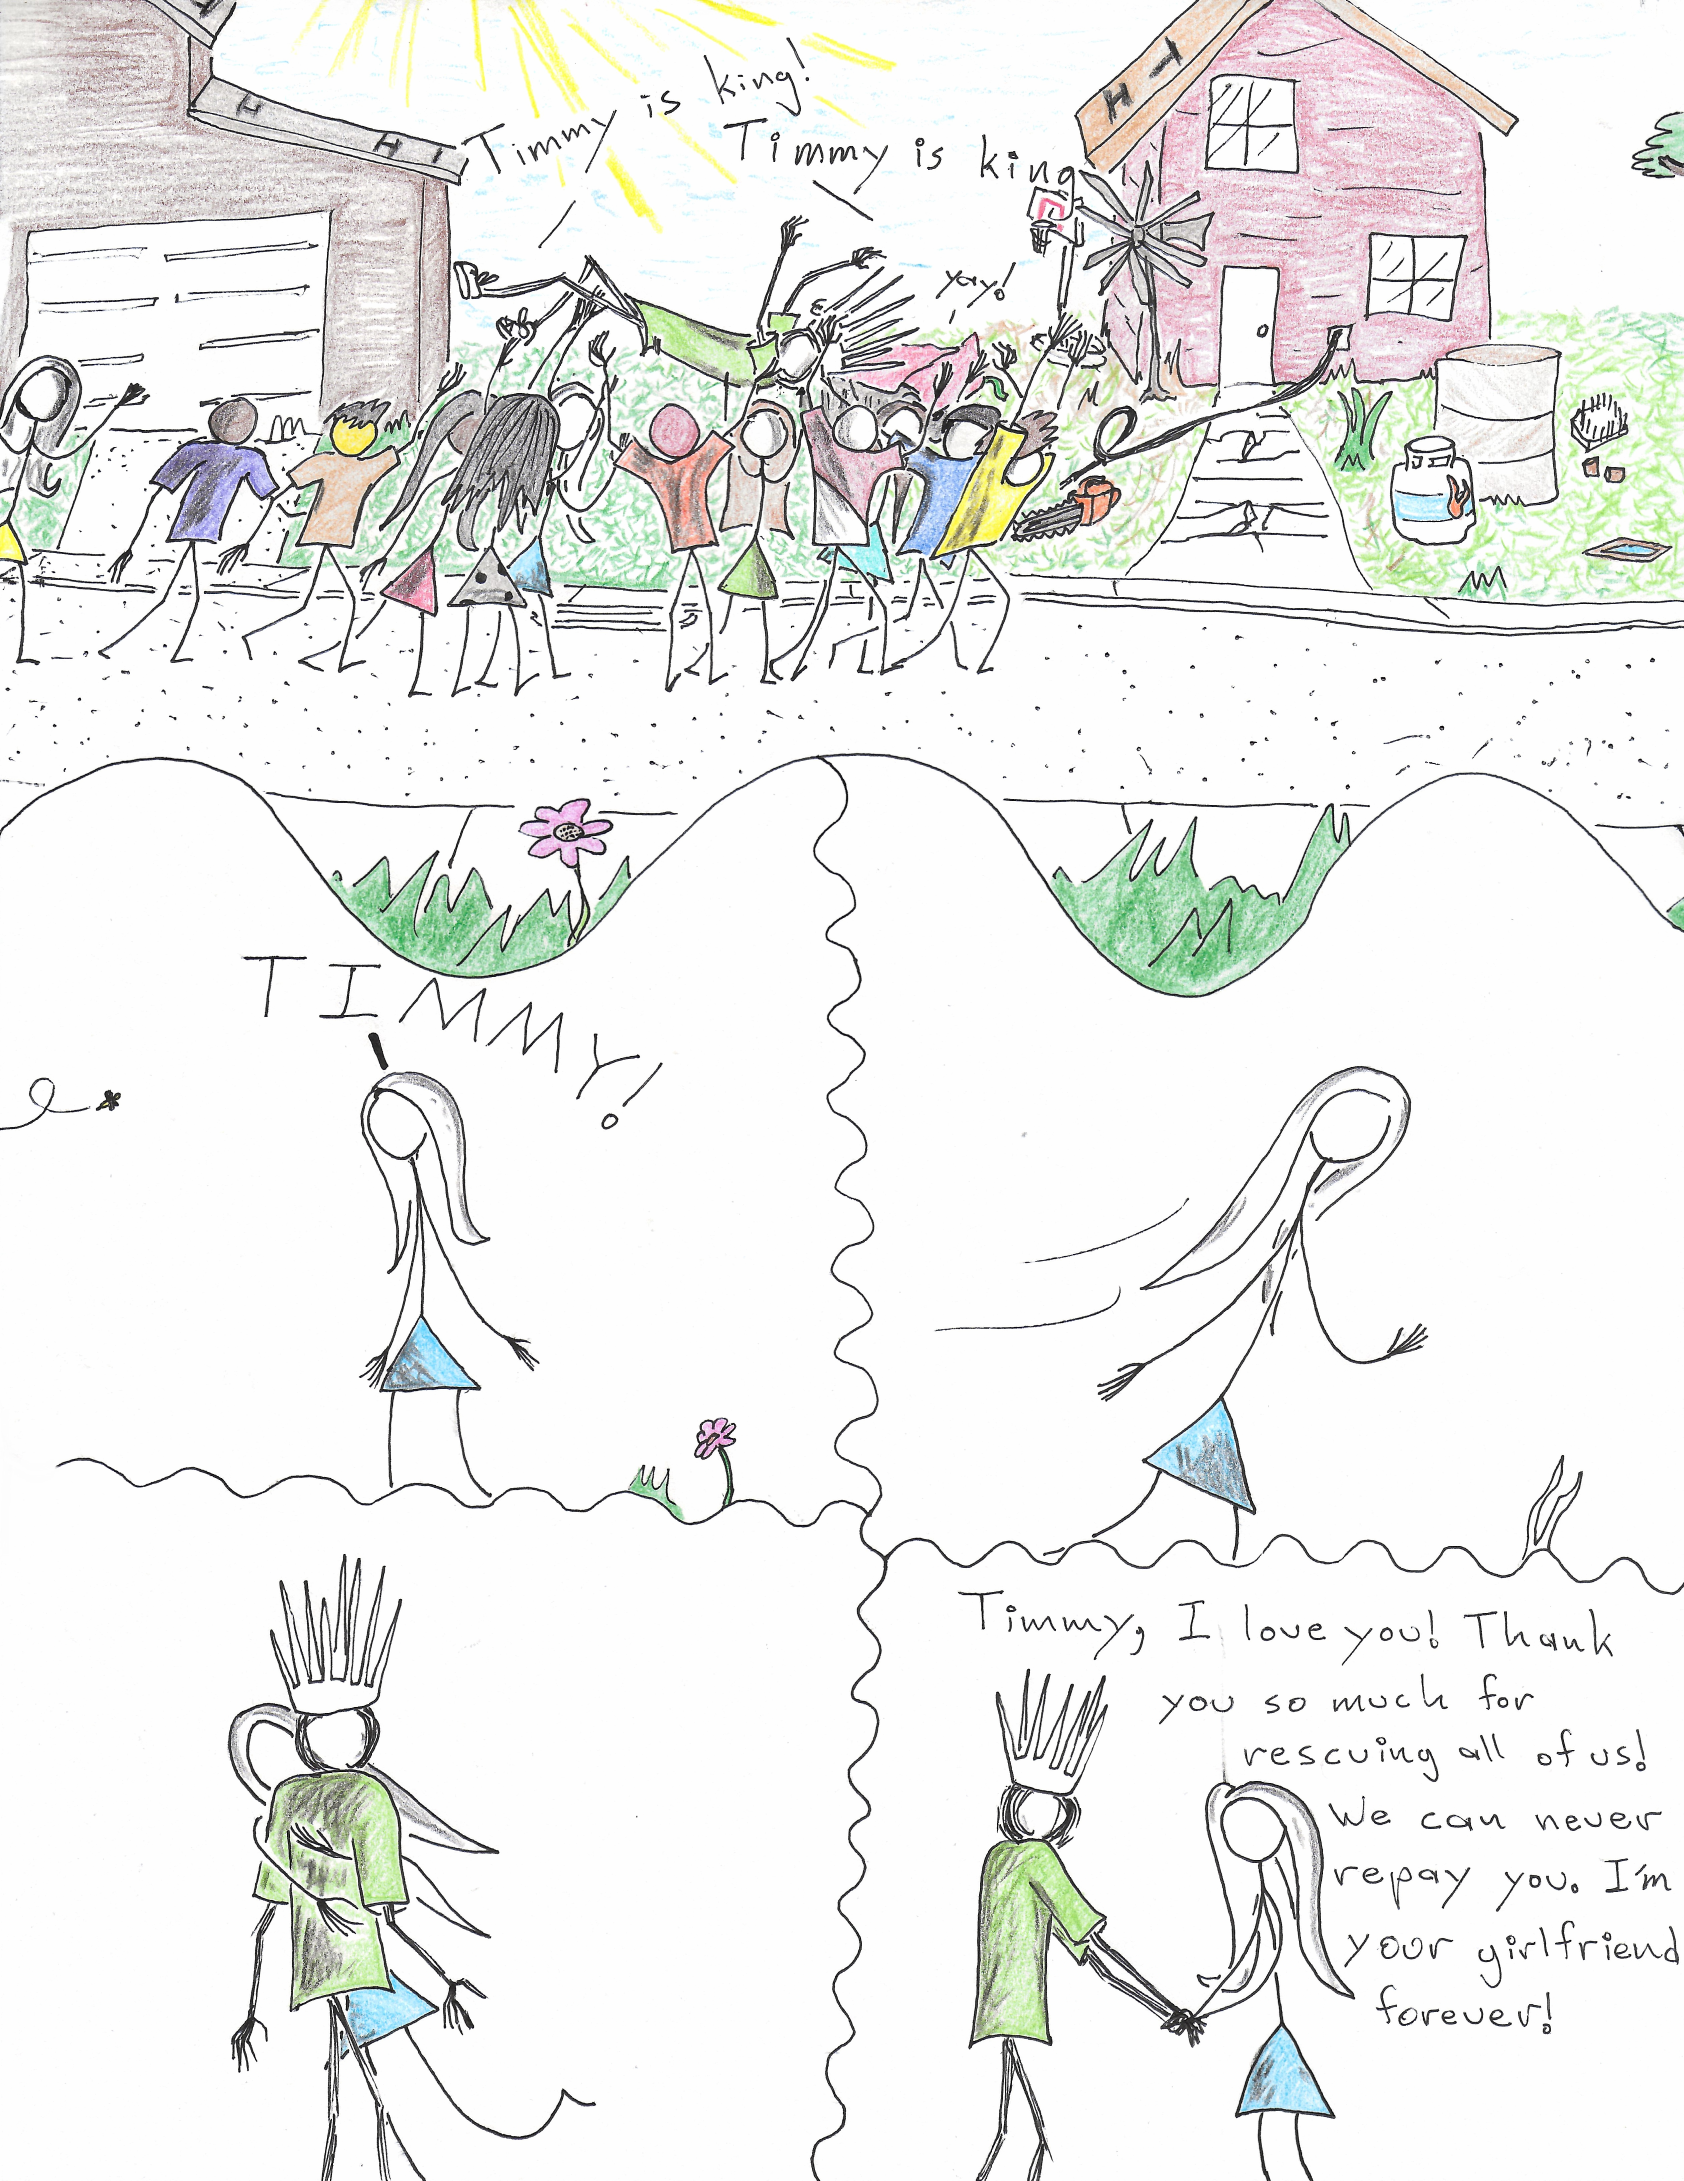 Timmy is king!
Timmy is king
yay!
TIMMY!
Timmy, I love you! Thank
you so much for
rescuing all of us!
We can never
repay you. I'm
your girlfriend
forever!